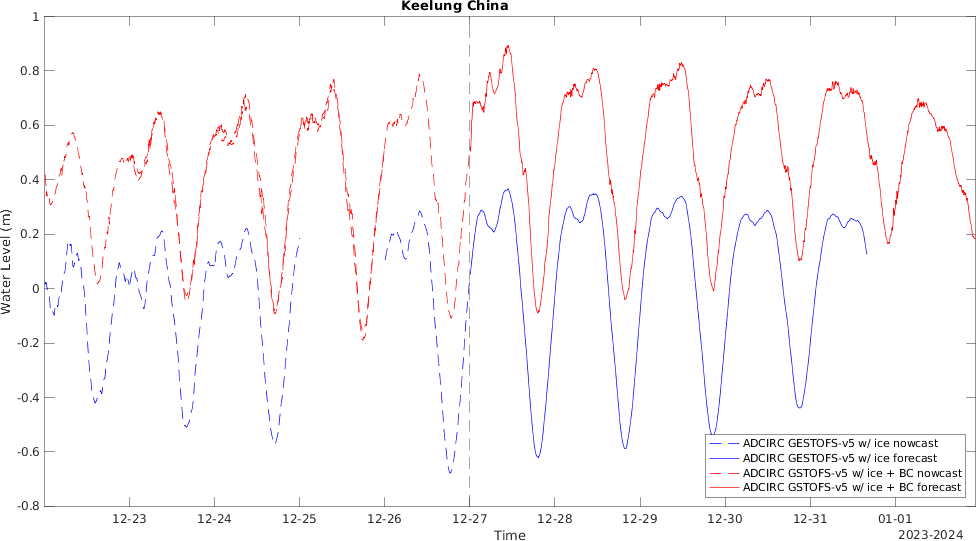 Keelung China
1
0.8
0.6
0.4
0.2
0
-0.2
-0.4
-0.6
-0.8
Water Level (m)
ADCIRC GESTOFS-v5 w/ ice nowcast
ADCIRC GESTOFS-v5 w/ ice forecast
ADCIRC GSTOFS-v5 w/ ice + BC nowcast
ADCIRC GSTOFS-v5 w/ ice + BC forecast
12-23 12-24 12-25 12-26 12-27 12-28 12-29 12-30 12-31 01-01
Time
2023-2024